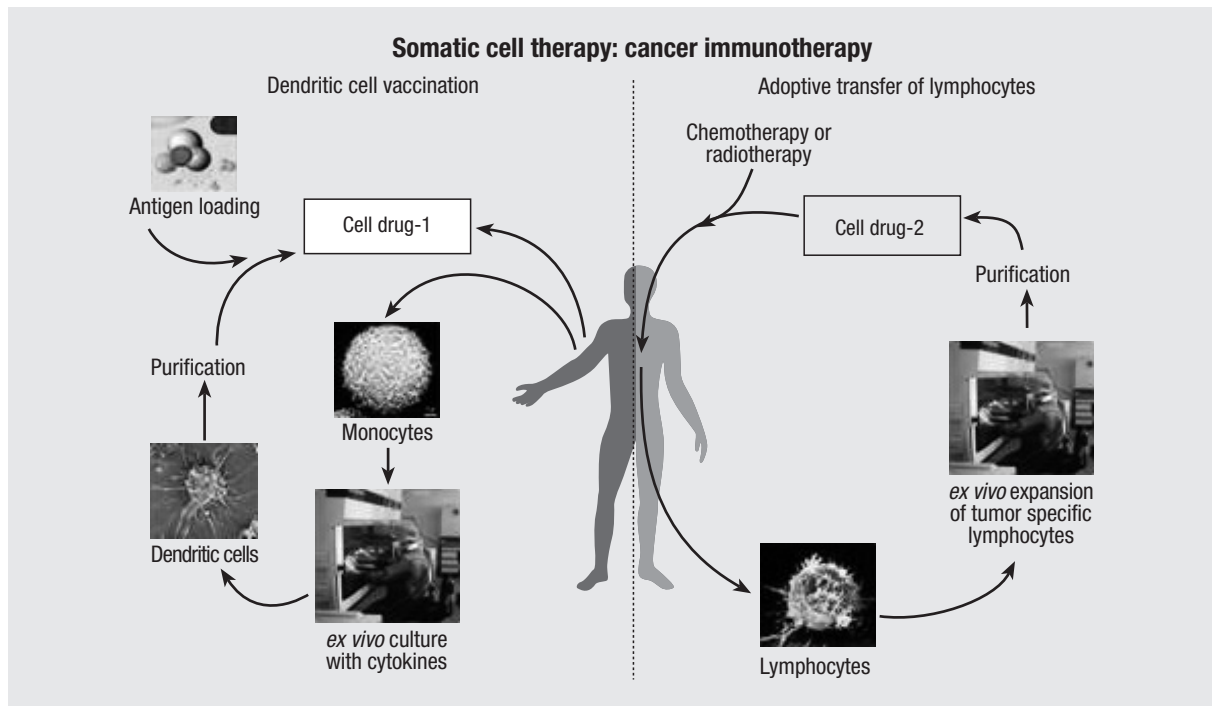 Somatic cell therapy: cancer immunotherapy
Dendritic cell vaccination
Antigen loading
Cell drug-1
Purification
Monocytes
Dendritic cells
ex vivo culture
with cytokines
Adoptive transfer of lymphocytes
Chemotherapy or
radiotherapy
Cell drug-2
Purification
ex vivo expansion
of tumor specific
lymphocytes
Lymphocytes